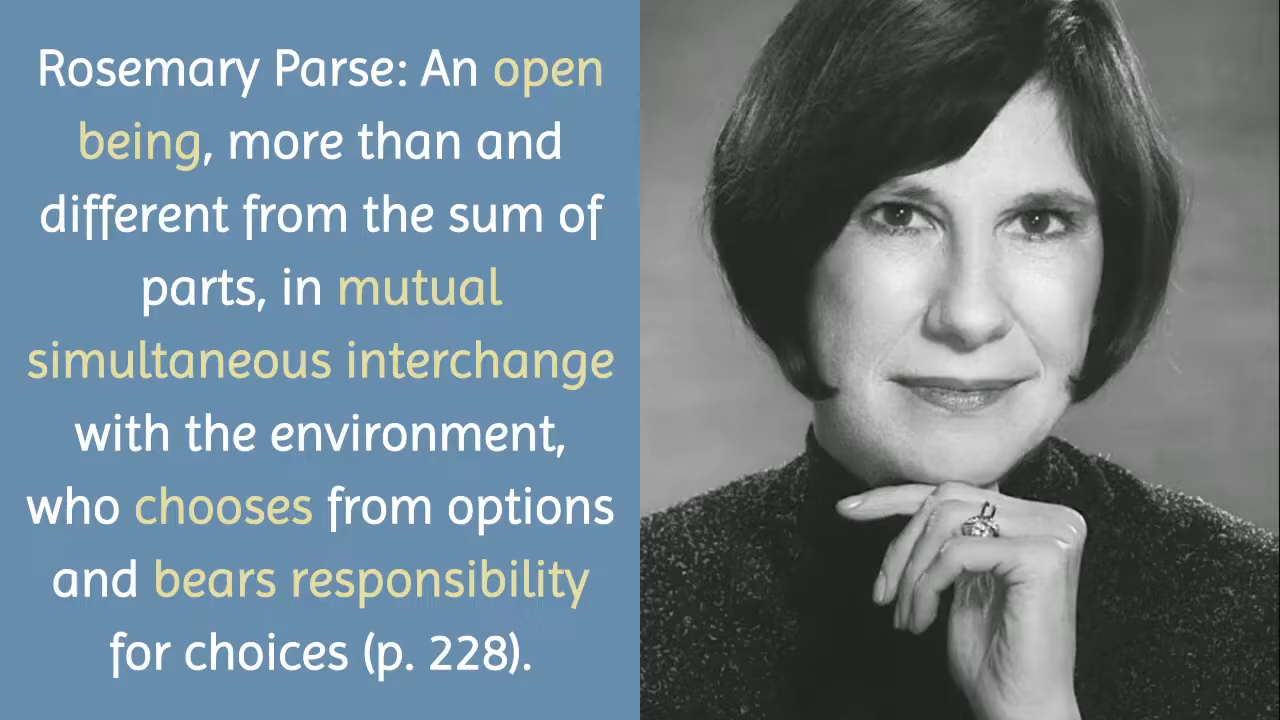 Rosemary Parse: An open
being, more than and
different from the sum of
parts, in mutual
simultaneous interchange
with the environment,
who chooses from options
and bears responsibility
for choices (p. 228).